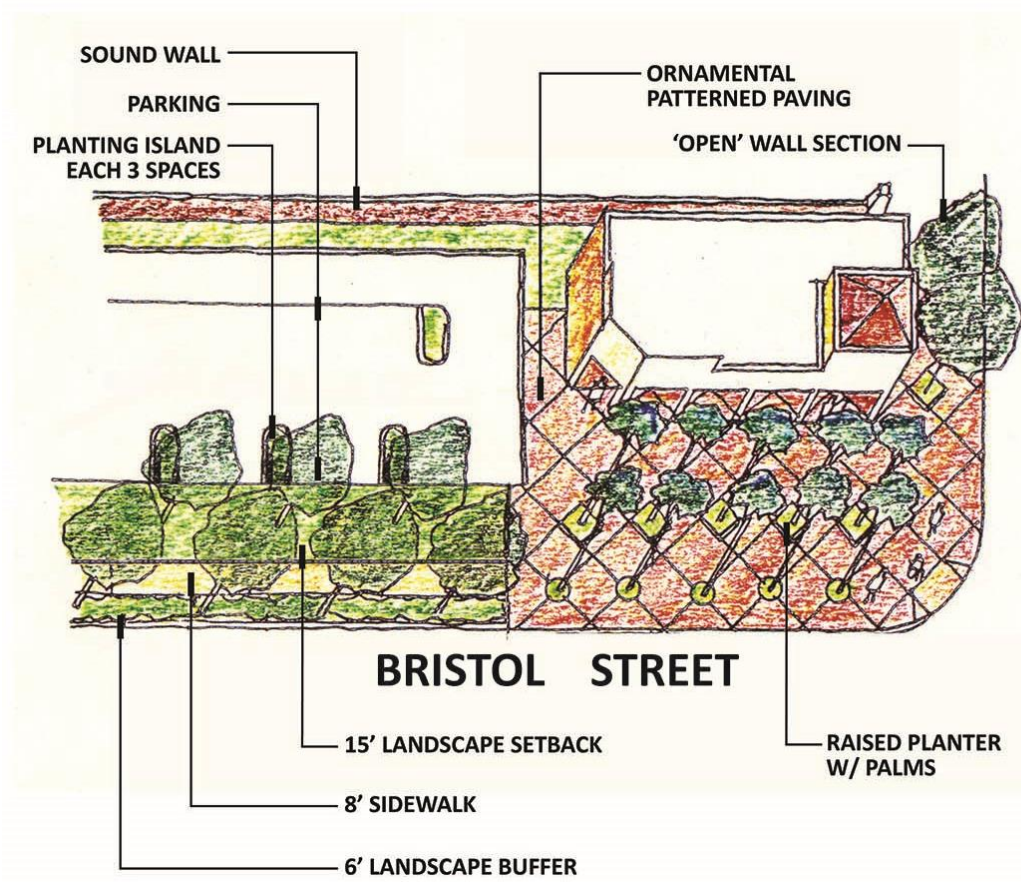 SOUND WALL
PARKING
PLANTING ISLAND
EACH 3 SPACES
ORNAMENTAL
PATTERNED PAVING
‘OPEN’ WALL SECTION
BRISTOL STREET
15’ LANDSCAPE SETBACK
8’ SIDEWALK
6’ LANDSCAPE BUFFER
RAISED PLANTER
W/ PALMS